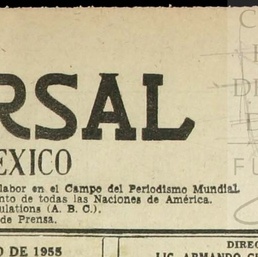 RSAL
EXICO
labor en el Campo del Periodismo Mundial
nto de todas las Naciones de América.
ulations (A. B. C.).
de Prensa.
O DE 1955
DIREC
LIC. ARMANDO